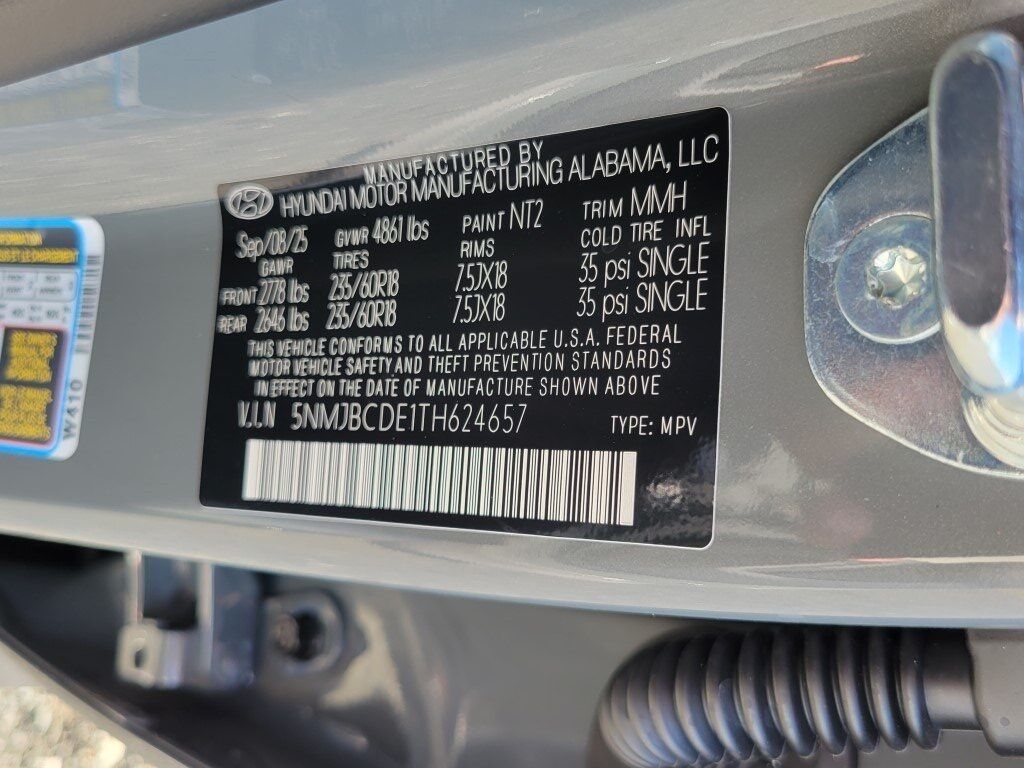 MANUFACTURED BY
HYUNDAI MOTOR MANUFACTURING ALABAMA, LLC
Sep/08/25 GVWR 4861 lbs PAINT NT2 TRIM MMH
GAWR TIRES RIMS COLD TIRE INFL
FRONT 2778 lbs 235/60R18 7.5JX18 35 psi SINGLE
REAR 2646 lbs 235/60R18 7.5JX18 35 psi SINGLE
THIS VEHICLE CONFORMS TO ALL APPLICABLE U.S.A. FEDERAL
MOTOR VEHICLE SAFETY AND THEFT PREVENTION STANDARDS
IN EFFECT ON THE DATE OF MANUFACTURE SHOWN ABOVE
V.I.N 5NMJBCDE1TH624657 TYPE: MPV
W410